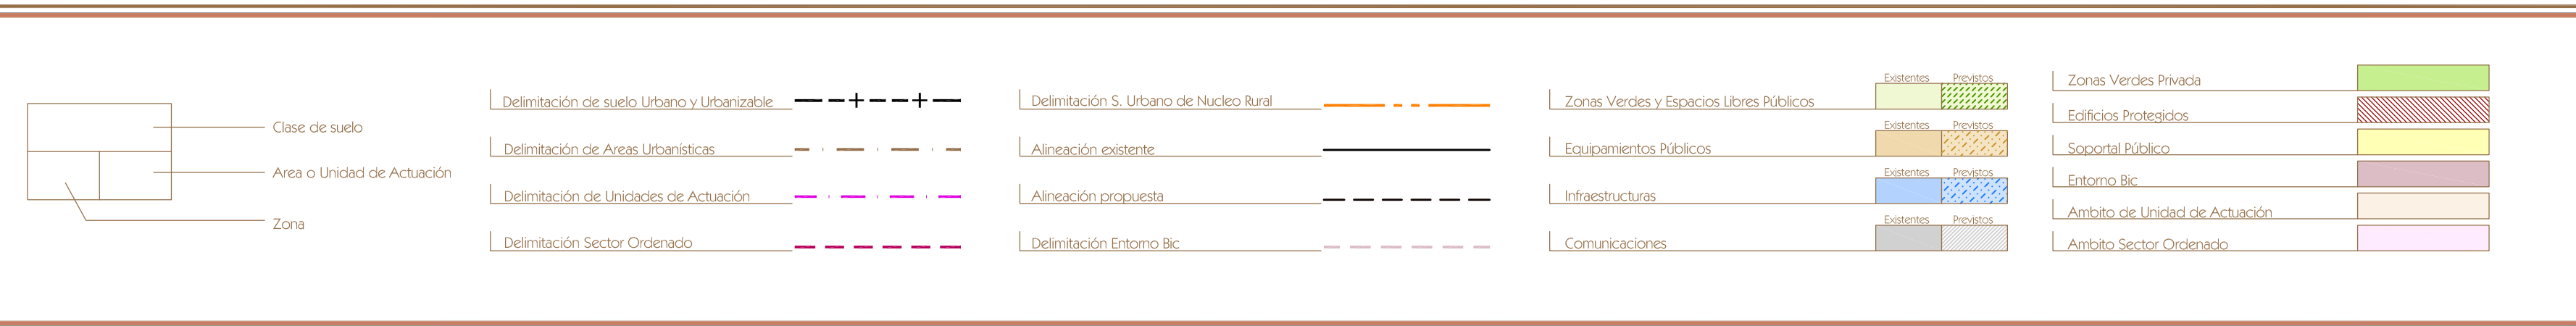 Clase de suelo
Area o Unidad de Actuación
Zona
Delimitación de suelo Urbano y Urbanizable
Delimitación de Areas Urbanísticas
Delimitación de Unidades de Actuación
Delimitación Sector Ordenado
Delimitación S. Urbano de Nucleo Rural
Alineación existente
Alineación propuesta
Delimitación Entorno Bic
Existentes Previstos
Zonas Verdes y Espacios Libres Públicos
Existentes Previstos
Equipamientos Públicos
Existentes Previstos
Infraestructuras
Existentes Previstos
Comunicaciones
Zonas Verdes Privada
Edificios Protegidos
Soportal Público
Entorno Bic
Ambito de Unidad de Actuación
Ambito Sector Ordenado